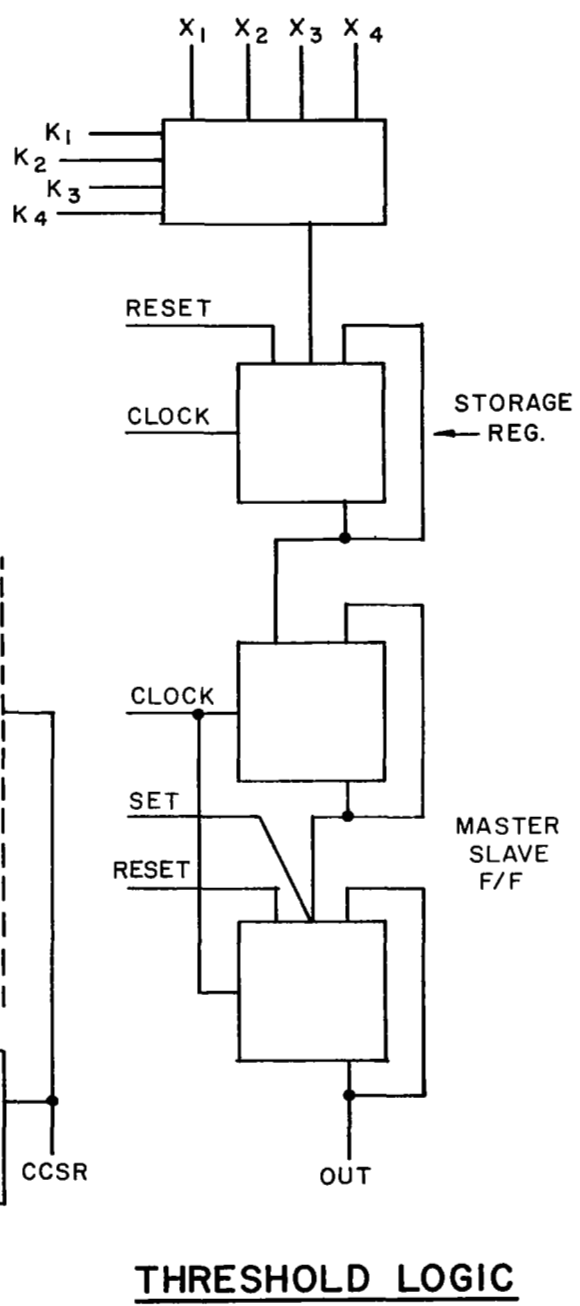 X1 X2 X3 X4
K1
K2
K3
K4
RESET
CLOCK
STORAGE
REG.
CLOCK
SET
MASTER
SLAVE
F/F
RESET
CCSR
OUT
THRESHOLD LOGIC